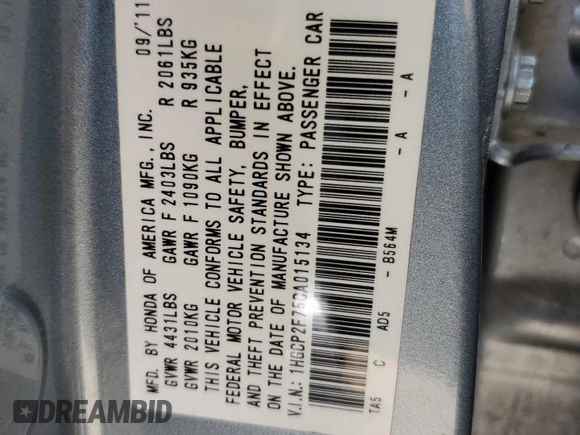 MFD. BY HONDA OF AMERICA MFG., INC. 09/'11
GVWR 4431LBS GAWR F 2403LBS R 2061LBS
GVWR 2010KG GAWR F 1090KG R 935KG
THIS VEHICLE CONFORMS TO ALL APPLICABLE
FEDERAL MOTOR VEHICLE SAFETY, BUMPER,
AND THEFT PREVENTION STANDARDS IN EFFECT
ON THE DATE OF MANUFACTURE SHOWN ABOVE.
V.I.N.: 1HGCP2F75CA015134 TYPE: PASSENGER CAR
TA5 C AD5 - B564M - A - A
DREAMBID